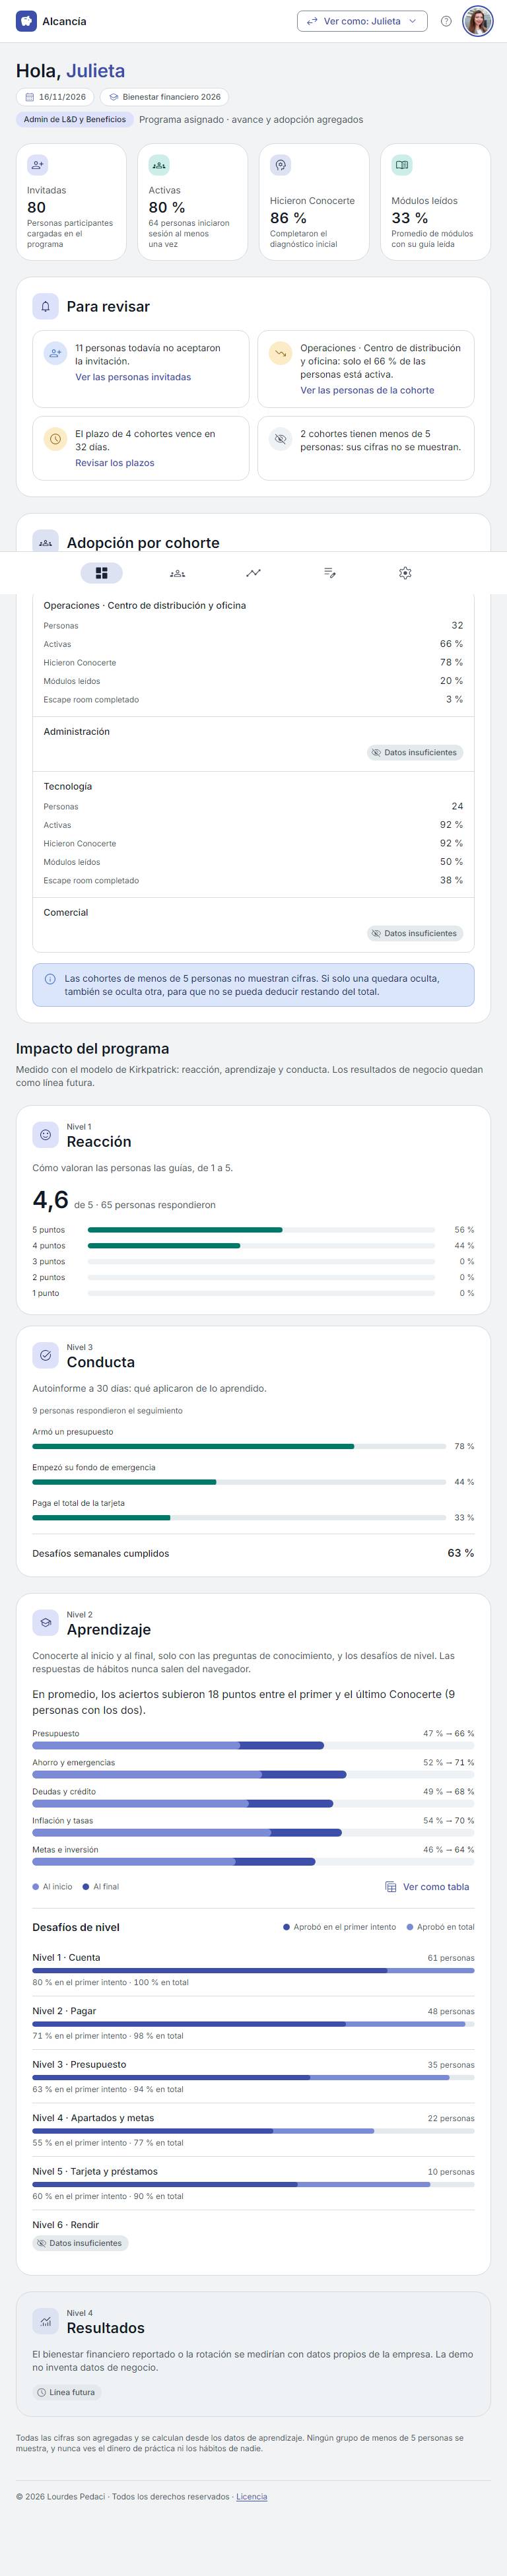 Alcancía
Ver como: Julieta
Hola, Julieta
16/11/2026
Bienestar financiero 2026
Admin de L&D y Beneficios
Programa asignado · avance y adopción agregados
Invitadas
80
Personas participantes
cargadas en el
programa
Activas
80 %
64 personas iniciaron
sesión al menos
una vez
Hicieron Conocerte
86 %
Completaron el
diagnóstico inicial
Módulos leídos
33 %
Promedio de módulos
con su guía leída
Para revisar
11 personas todavía no aceptaron
la invitación.
Ver las personas invitadas
Operaciones · Centro de distribución
y oficina: solo el 66 % de las
personas está activa.
Ver las personas de la cohorte
El plazo de 4 cohortes vence en
32 días.
Revisar los plazos
2 cohortes tienen menos de 5
personas: sus cifras no se muestran.
Adopción por cohorte
Operaciones · Centro de distribución y oficina
Personas 32
Activas 66 %
Hicieron Conocerte 78 %
Módulos leídos 20 %
Escape room completado 3 %
Administración
Datos insuficientes
Tecnología
Personas 24
Activas 92 %
Hicieron Conocerte 92 %
Módulos leídos 50 %
Escape room completado 38 %
Comercial
Datos insuficientes
Las cohortes de menos de 5 personas no muestran cifras. Si solo una quedara oculta,
también se oculta otra, para que no se pueda deducir restando del total.
Impacto del programa
Medido con el modelo de Kirkpatrick: reacción, aprendizaje y conducta. Los resultados de negocio quedan
como línea futura.
Nivel 1
Reacción
Cómo valoran las personas las guías, de 1 a 5.
4,6 de 5 · 65 personas respondieron
5 puntos 56 %
4 puntos 44 %
3 puntos 0 %
2 puntos 0 %
1 punto 0 %
Nivel 3
Conducta
Autoinforme a 30 días: qué aplicaron de lo aprendido.
9 personas respondieron el seguimiento
Armó un presupuesto
78 %
Empezó su fondo de emergencia
44 %
Paga el total de la tarjeta
33 %
Desafíos semanales cumplidos 63 %
Nivel 2
Aprendizaje
Conocerte al inicio y al final, solo con las preguntas de conocimiento, y los desafíos de nivel. Las
respuestas de hábitos nunca salen del navegador.
En promedio, los aciertos subieron 18 puntos entre el primer y el último Conocerte (9
personas con los dos).
Presupuesto 47 % → 66 %
Ahorro y emergencias 52 % → 71 %
Deudas y crédito 49 % → 68 %
Inflación y tasas 54 % → 70 %
Metas e inversión 46 % → 64 %
Al inicio
Al final
Ver como tabla
Desafíos de nivel
Aprobó en el primer intento
Aprobó en total
Nivel 1 · Cuenta 61 personas
80 % en el primer intento · 100 % en total
Nivel 2 · Pagar 48 personas
71 % en el primer intento · 98 % en total
Nivel 3 · Presupuesto 35 personas
63 % en el primer intento · 94 % en total
Nivel 4 · Apartados y metas 22 personas
55 % en el primer intento · 77 % en total
Nivel 5 · Tarjeta y préstamos 10 personas
60 % en el primer intento · 90 % en total
Nivel 6 · Rendir
Datos insuficientes
Nivel 4
Resultados
El bienestar financiero reportado o la rotación se medirían con datos propios de la empresa. La demo
no inventa datos de negocio.
Línea futura
Todas las cifras son agregadas y se calculan desde los datos de aprendizaje. Ningún grupo de menos de 5 personas se
muestra, y nunca ves el dinero de práctica ni los hábitos de nadie.
© 2026 Lourdes Pedaci · Todos los derechos reservados · Licencia